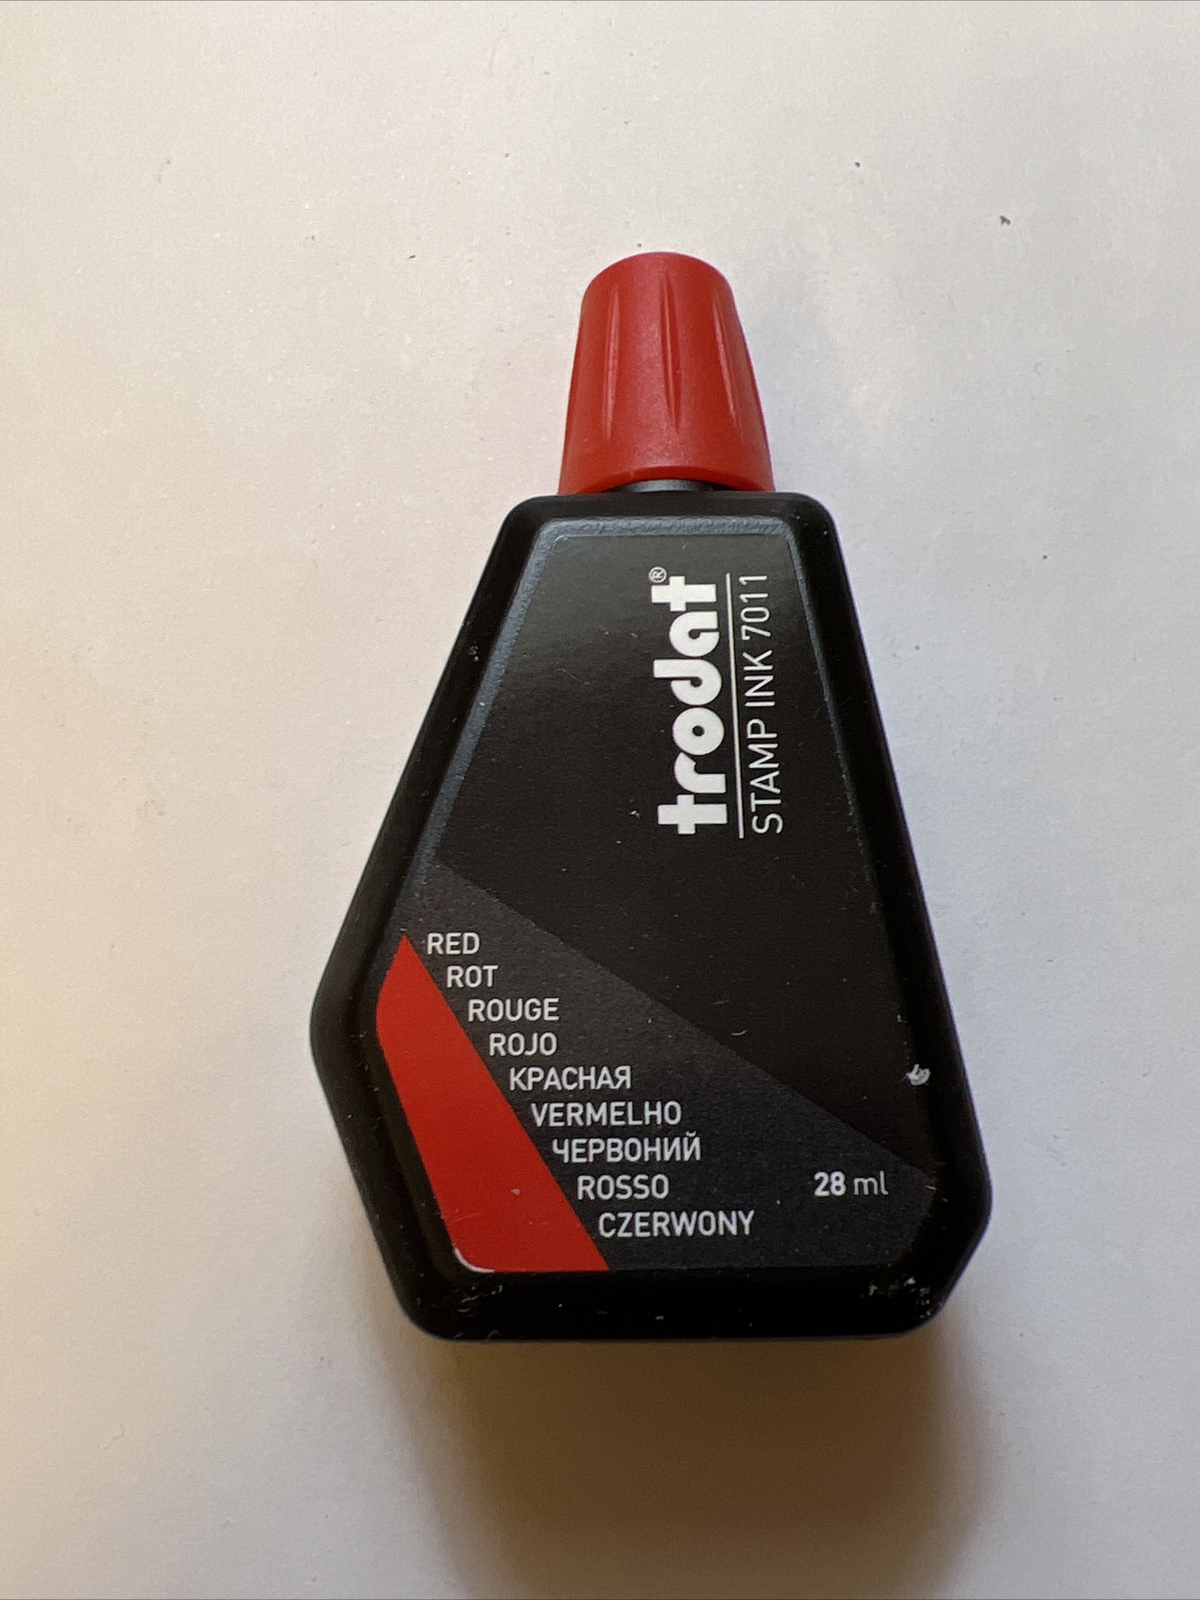 trodat®
STAMP INK 7011
RED
ROT
ROUGE
ROJO
КРАСНАЯ
VERMELHO
ЧЕРВОНИЙ
ROSSO
CZERWONY
28 ml